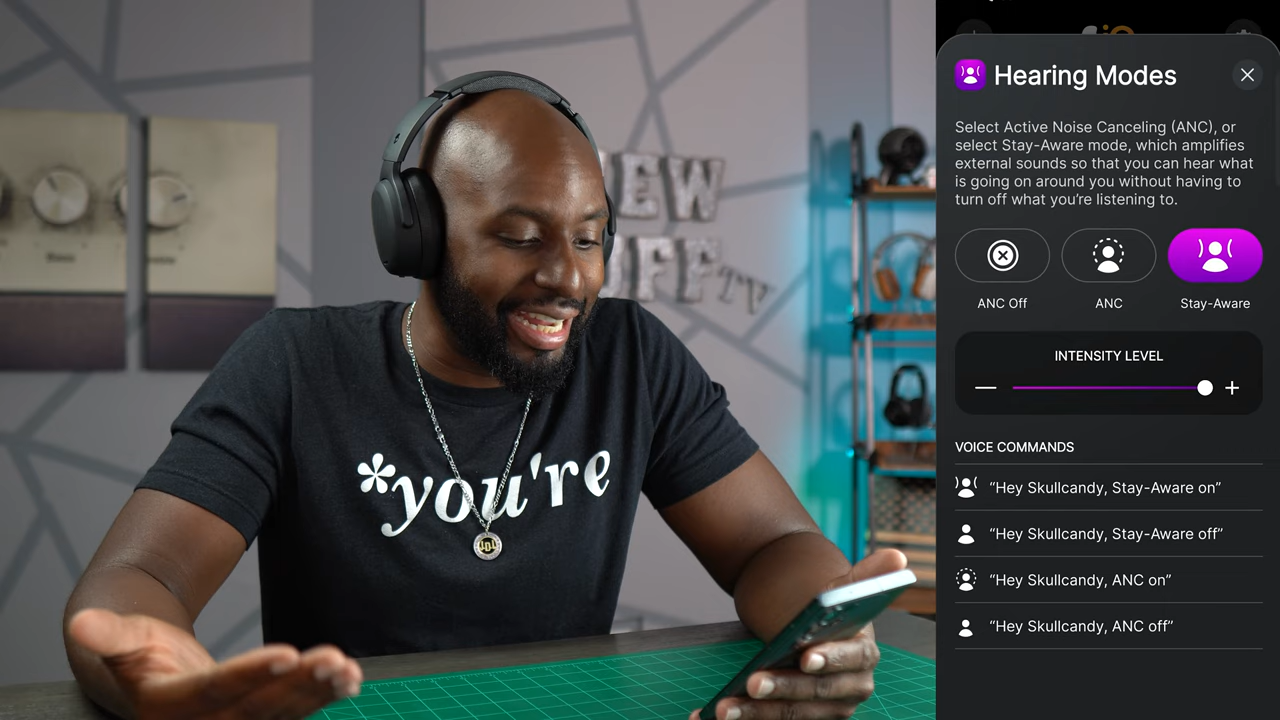 EW
UFF TV
*you're
Hearing Modes
Select Active Noise Canceling (ANC), or
select Stay-Aware mode, which amplifies
external sounds so that you can hear what
is going on around you without having to
turn off what you’re listening to.
ANC Off
ANC
Stay-Aware
INTENSITY LEVEL
VOICE COMMANDS
“Hey Skullcandy, Stay-Aware on”
“Hey Skullcandy, Stay-Aware off”
“Hey Skullcandy, ANC on”
“Hey Skullcandy, ANC off”